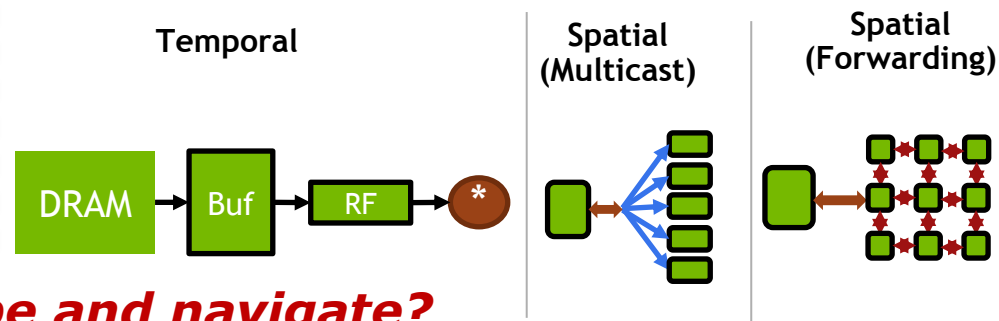 Temporal
Spatial
(Multicast)
Spatial
(Forwarding)
DRAM
Buf
RF
*
and navigate?